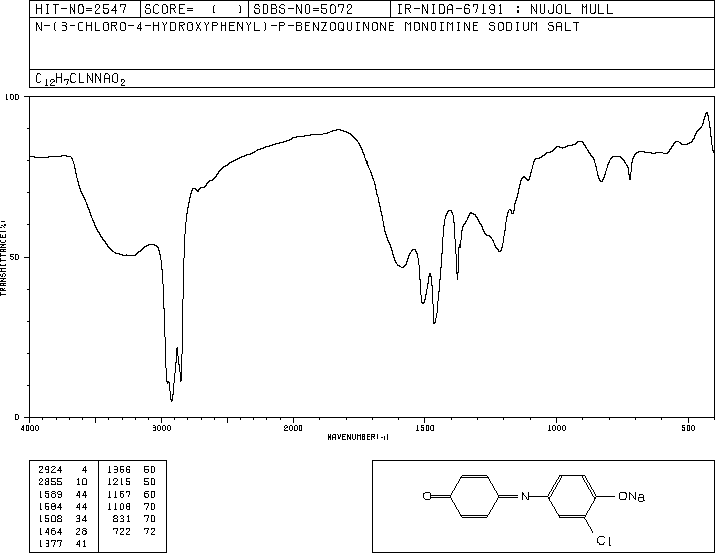 HIT-NO=2547 SCORE= ( ) SDBS-NO=5072 IR-NIDA-67191 : NUJOL MULL
N-(3-CHLORO-4-HYDROXYPHENYL)-P-BENZOQUINONE MONOIMINE SODIUM SALT
C12H7CLNNAO2
100
50
0
TRANSMITTANCE(%)
4000 3000 2000 1500 1000 500
WAVENUMBER(-1)
2924 4 1366 60
2855 10 1215 50
1589 44 1167 60
1584 44 1108 70
1508 34 831 70
1464 28 722 72
1377 41
O N ONa
Cl